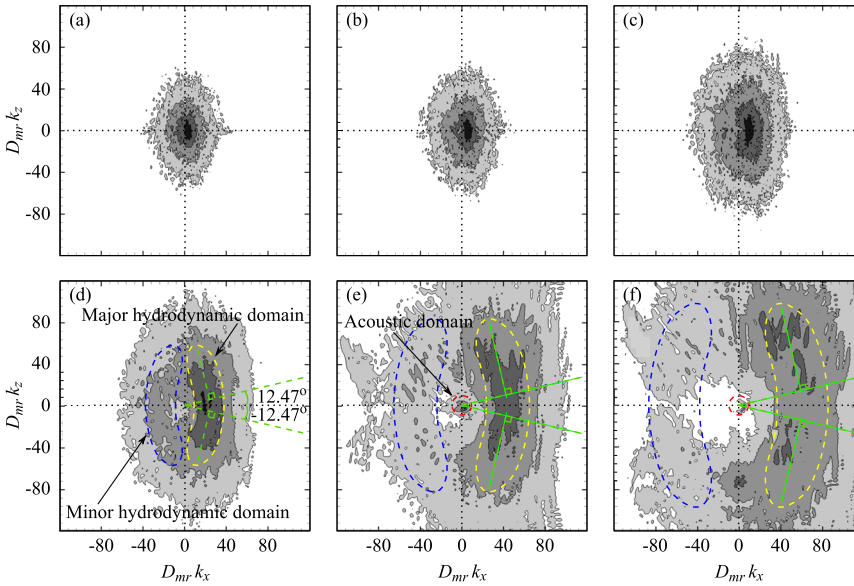 (a) (b) (c)
80
40
0
-40
-80
D_mr k_z
(d) (e) (f)
Major hydrodynamic domain
Acoustic domain
12.47°
-12.47°
Minor hydrodynamic domain
80
40
0
-40
-80
D_mr k_z
-80 -40 0 40 80
-80 -40 0 40 80
-80 -40 0 40 80
D_mr k_x
D_mr k_x
D_mr k_x